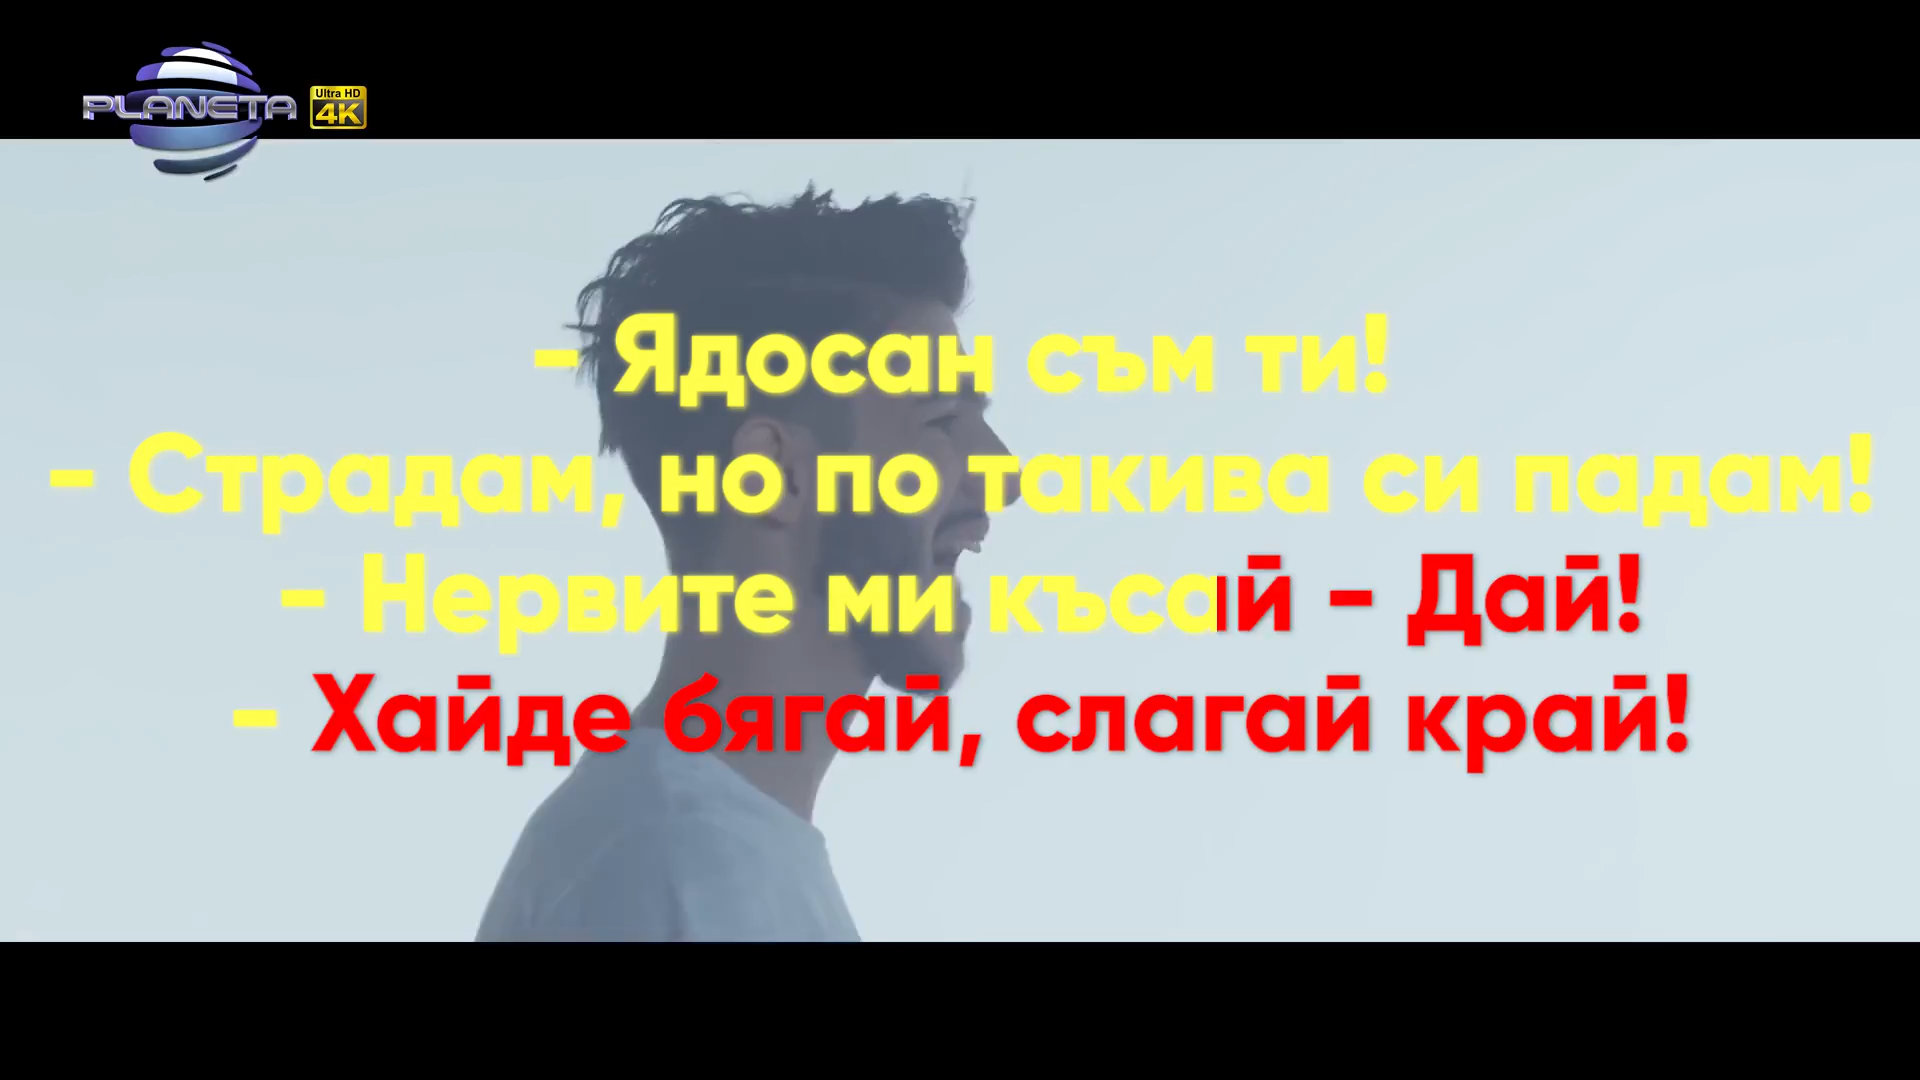 PLANETA
Ultra HD
4K
- Ядосан съм ти!
- Страдам, но по такива си падам!
- Нервите ми късай - Дай!
- Хайде бягай, слагай край!